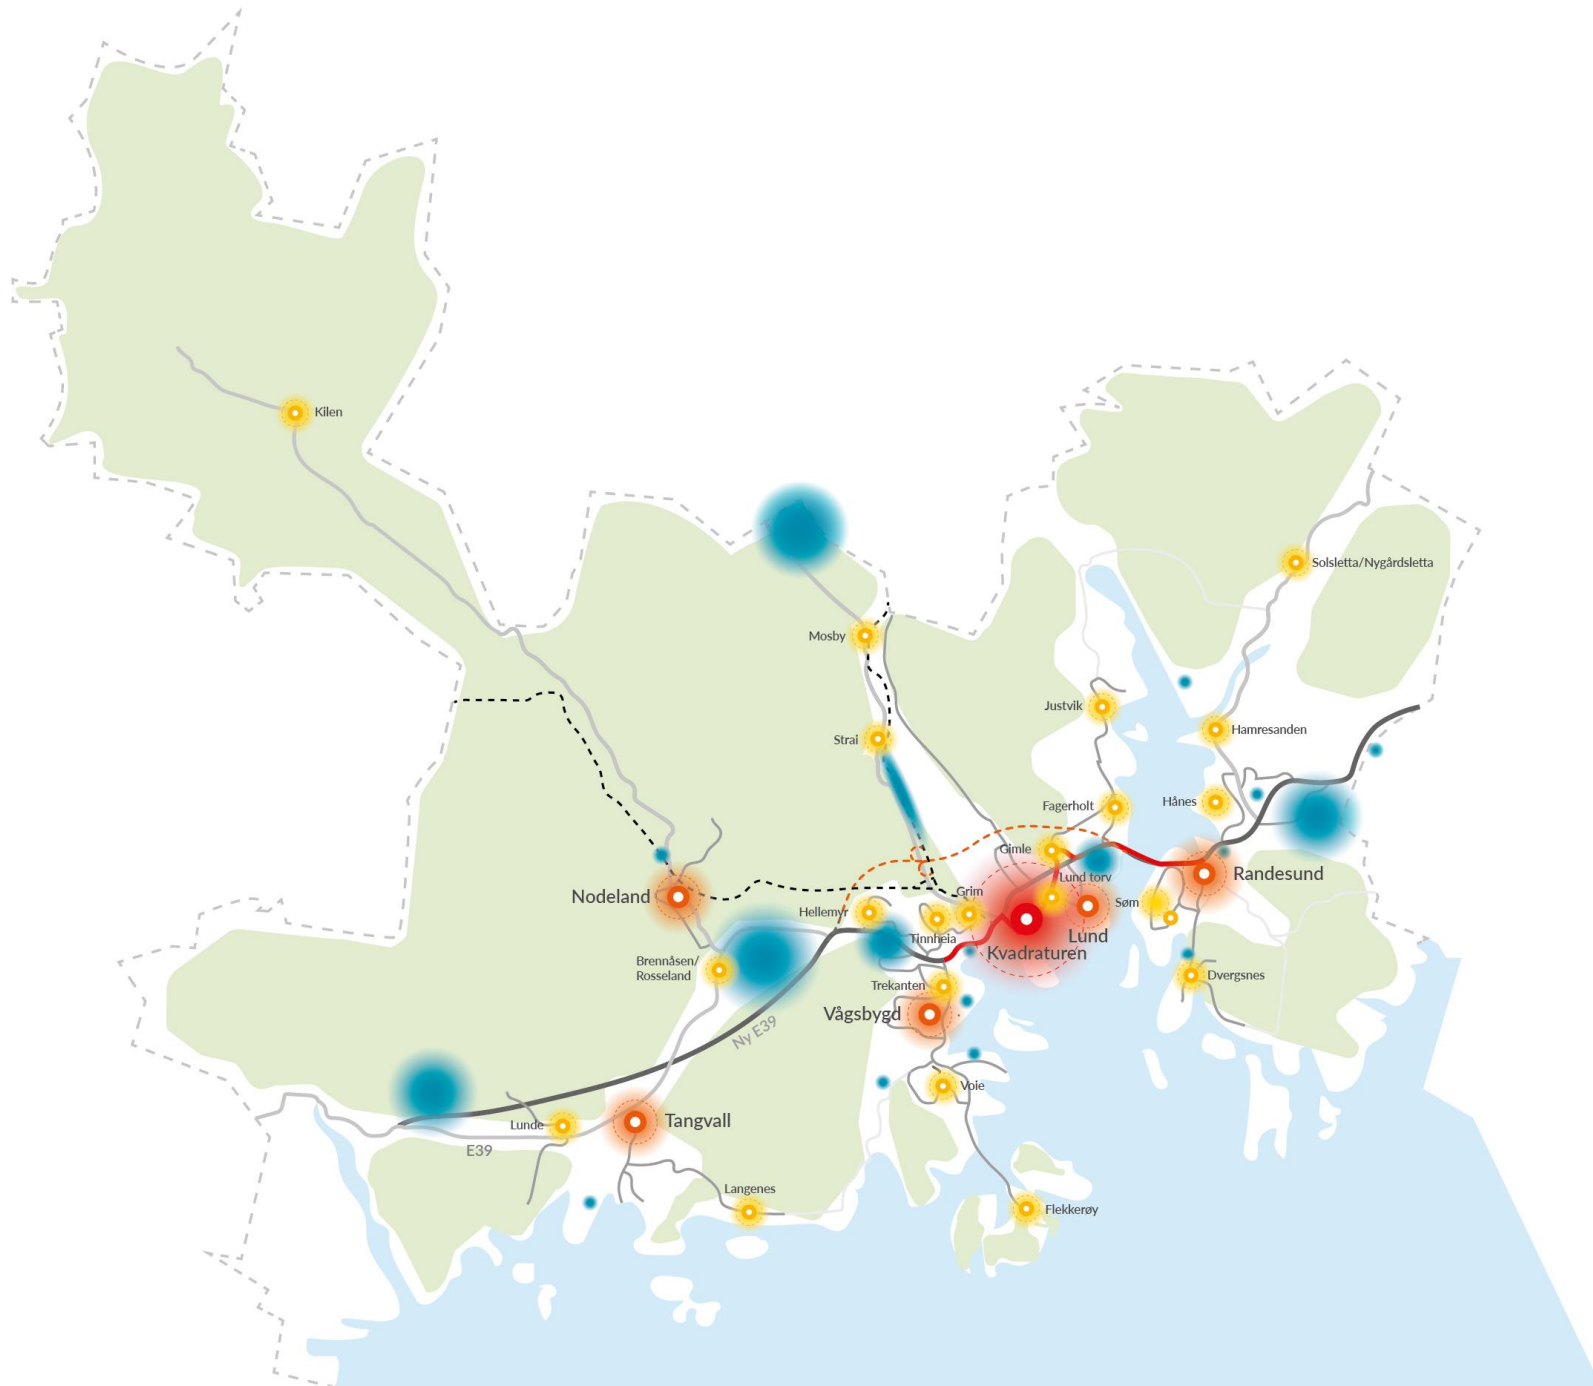 Kilen
Solsletta/Nygårdsletta
Mosby
Justvik
Hamresanden
Strai
Fagerholt
Hånes
Gimle
Randesund
Lund torv
Nodeland
Grim
Søm
Hellemyr
Tinnheia
Lund
Kvadraturen
Brennåsen/
Rosseland
Dvergsnes
Trekanten
Vågsbygd
Ny E39
Voie
Tangvall
Lunde
E39
Langenes
Flekkerøy